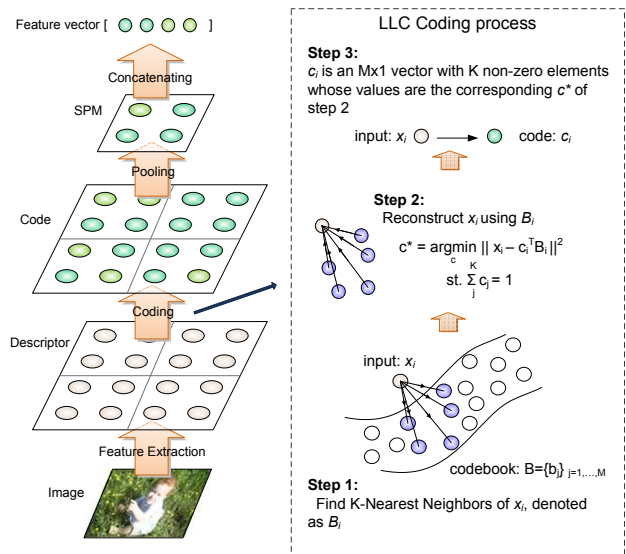 Feature vector [ ]
Concatenating
SPM
Pooling
Code
Coding
Descriptor
Feature Extraction
Image
LLC Coding process
Step 3:
cᵢ is an Mx1 vector with K non-zero elements
whose values are the corresponding c* of
step 2
input: xᵢ code: cᵢ
Step 2:
Reconstruct xᵢ using Bᵢ
c* = argmin || xᵢ – cᵢᵀBᵢ ||²
c
K
st. Σ cⱼ = 1
j
input: xᵢ
codebook: B={bⱼ} j=1,...,M
Step 1:
Find K-Nearest Neighbors of xᵢ, denoted
as Bᵢ